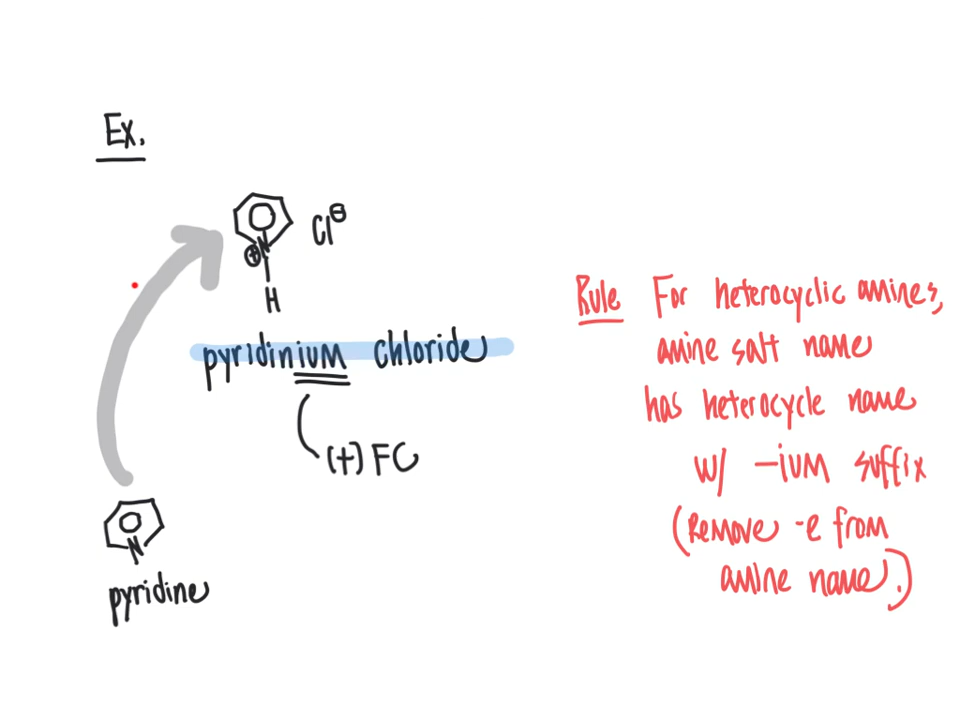 Ex.
N
⊕
H
Cl⊖
pyridinium chloride
(+) FC
N
pyridine
Rule For heterocyclic amines,
amine salt name
has heterocycle name
w/ -ium suffix
(Remove -e from
amine name.)